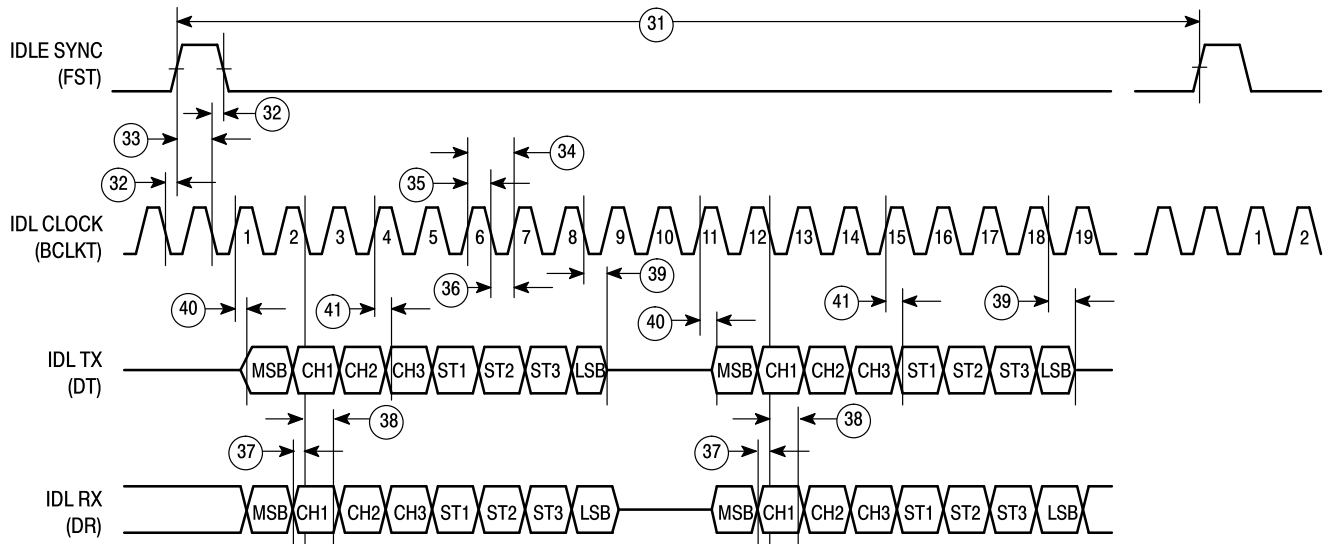 31
IDLE SYNC
(FST)
32
33
34
32
35
IDL CLOCK
(BCLKT)
1 2 3 4 5 6 7 8 9 10 11 12 13 14 15 16 17 18 19 1 2
39
36
40 41 41 39
40
IDL TX
(DT)
MSB CH1 CH2 CH3 ST1 ST2 ST3 LSB MSB CH1 CH2 CH3 ST1 ST2 ST3 LSB
38 38
37 37
IDL RX
(DR)
MSB CH1 CH2 CH3 ST1 ST2 ST3 LSB MSB CH1 CH2 CH3 ST1 ST2 ST3 LSB